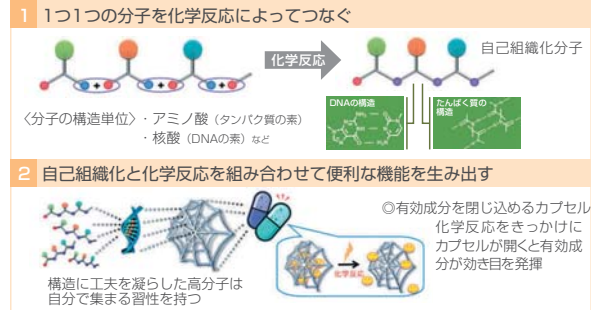 1 1つ1つの分子を化学反応によってつなぐ
化学反応
自己組織化分子
〈分子の構造単位〉・アミノ酸（タンパク質の素）
・核酸（DNAの素）など
DNAの構造
たんぱく質の
構造
2 自己組織化と化学反応を組み合わせて便利な機能を生み出す
◎有効成分を閉じ込めるカプセル
化学反応をきっかけに
カプセルが開くと有効成
分が効き目を発揮
化学反応
構造に工夫を凝らした高分子は
自分で集まる習性を持つ